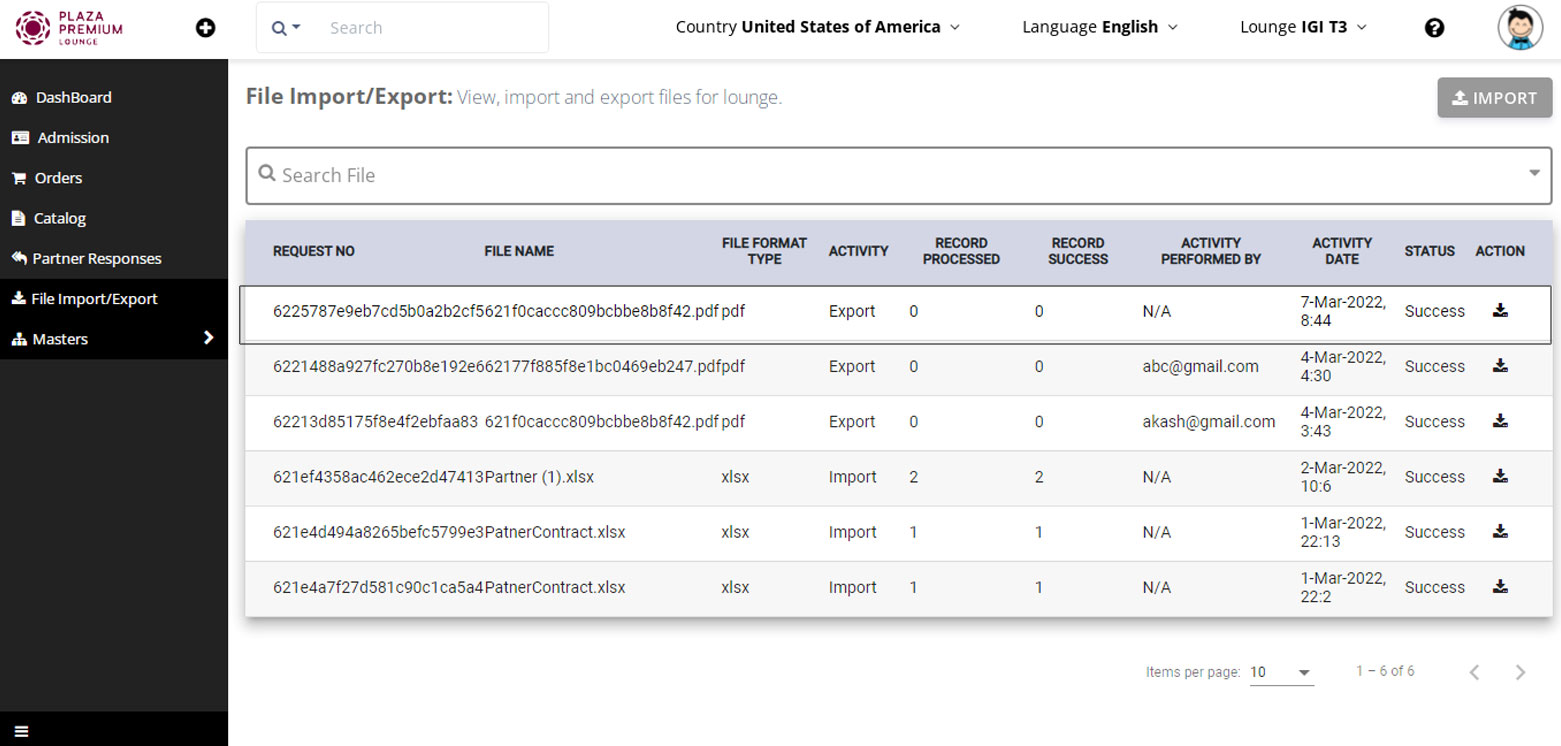 PLAZA
PREMIUM
LOUNGE
Search
Country United States of America
Language English
Lounge IGI T3
DashBoard
Admission
Orders
Catalog
Partner Responses
File Import/Export
Masters
File Import/Export: View, import and export files for lounge.
IMPORT
Search File
REQUEST NO FILE NAME FILE FORMAT TYPE ACTIVITY RECORD PROCESSED RECORD SUCCESS ACTIVITY PERFORMED BY ACTIVITY DATE STATUS ACTION
6225787e9eb7cd5b0a2b2cf5621f0caccc809bcbbe8b8f42.pdf pdf Export 0 0 N/A 7-Mar-2022, 8:44 Success
6221488a927fc270b8e192e662177f885f8e1bc0469eb247.pdf pdf Export 0 0 abc@gmail.com 4-Mar-2022, 4:30 Success
62213d85175f8e4f2ebfaa83 621f0caccc809bcbbe8b8f42.pdf pdf Export 0 0 akash@gmail.com 4-Mar-2022, 3:43 Success
621ef4358ac462ece2d47413 Partner (1).xlsx xlsx Import 2 2 N/A 2-Mar-2022, 10:6 Success
621e4d494a8265befc5799e3 PatnerContract.xlsx xlsx Import 1 1 N/A 1-Mar-2022, 22:13 Success
621e4a7f27d581c90c1ca5a4 PatnerContract.xlsx xlsx Import 1 1 N/A 1-Mar-2022, 22:2 Success
Items per page: 10 1 – 6 of 6